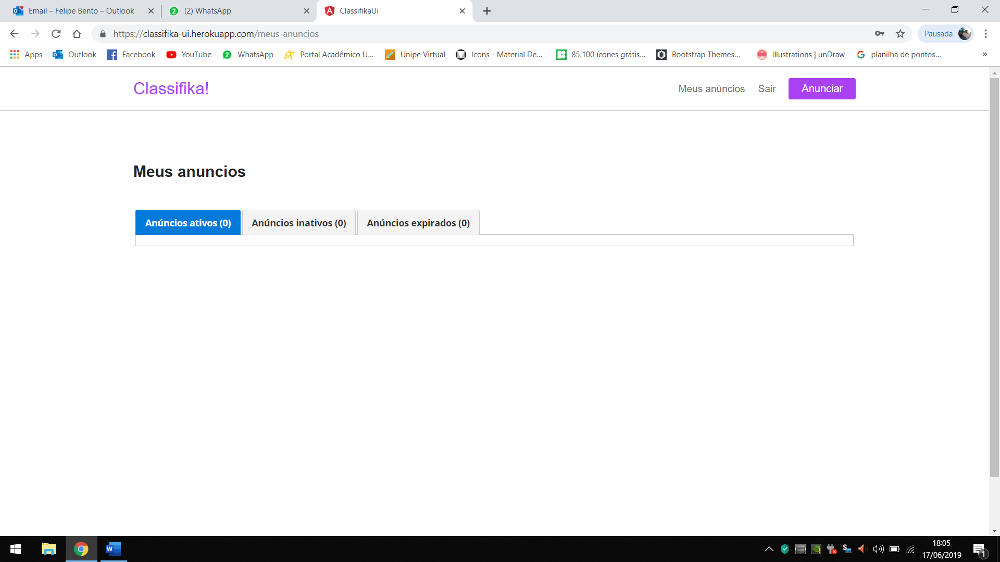 Email – Felipe Bento – Outlook
(2) WhatsApp
ClassifikaUi
https://classifika-ui.herokuapp.com/meus-anuncios
Pausada
Apps
Outlook
Facebook
YouTube
2
WhatsApp
Portal Acadêmico U...
Unipe Virtual
Icons - Material De...
85,100 ícones grátis...
Bootstrap Themes...
Illustrations | unDraw
planilha de pontos...
»
Classifika!
Meus anúncios
Sair
Anunciar
Meus anuncios
Anúncios ativos (0)
Anúncios inativos (0)
Anúncios expirados (0)
18:05
17/06/2019
1